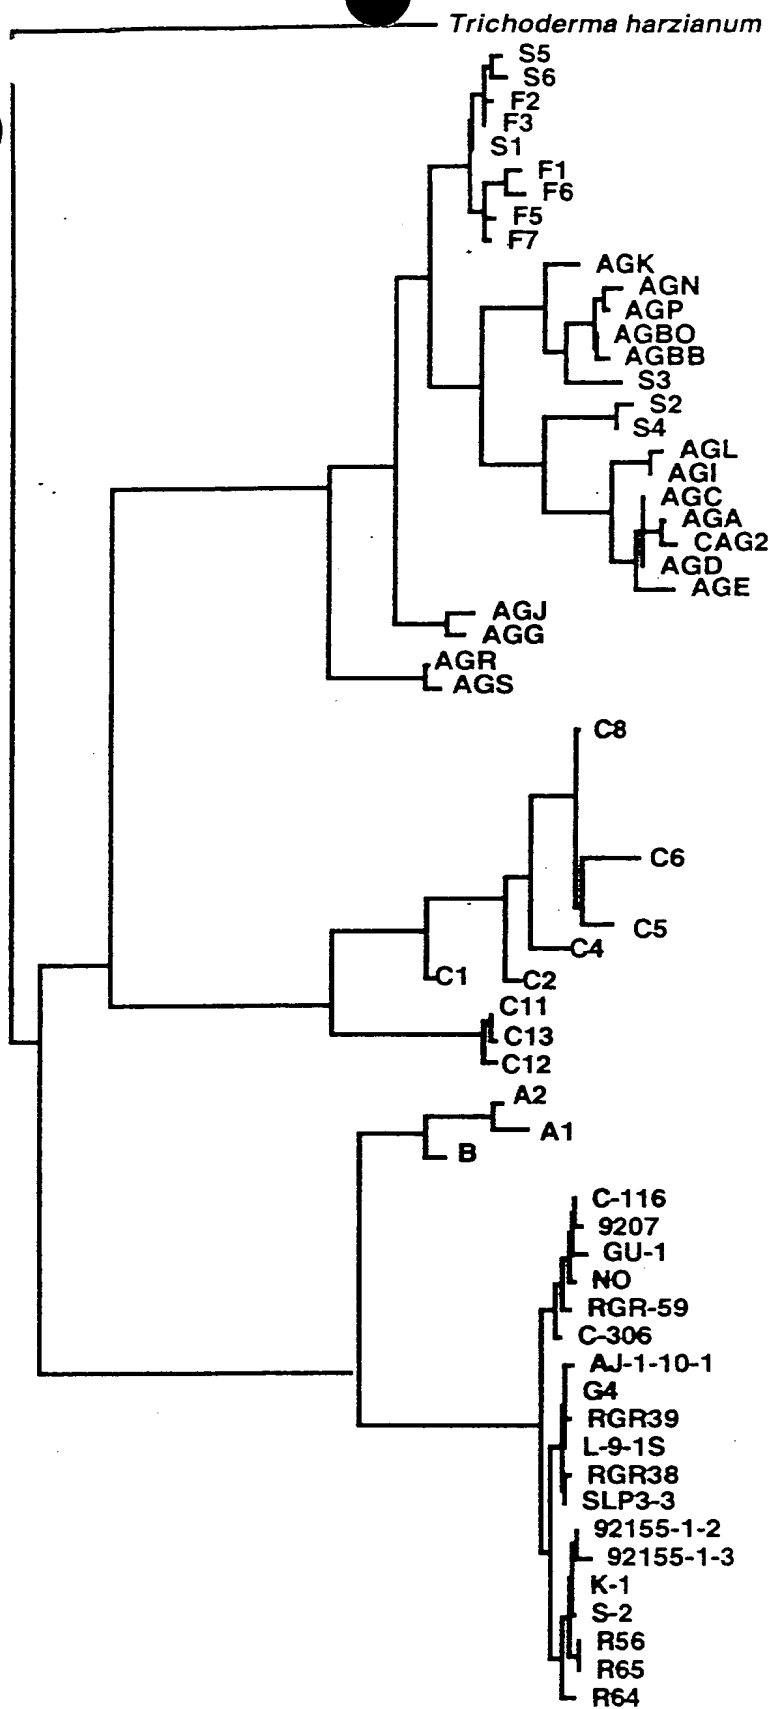 Trichoderma harzianum
S5
S6
F2
F3
S1
F1
F6
F5
F7
AGK
AGN
AGP
AGBO
AGBB
S3
S2
S4
AGL
AGI
AGC
AGA
CAG2
AGD
AGE
AGJ
AGG
AGR
AGS
C8
C6
C5
C4
C1
C2
C11
C13
C12
A2
A1
B
C-116
9207
GU-1
NO
RGR-59
C-306
AJ-1-10-1
G4
RGR39
L-9-1S
RGR38
SLP3-3
92155-1-2
92155-1-3
K-1
S-2
R56
R65
R64